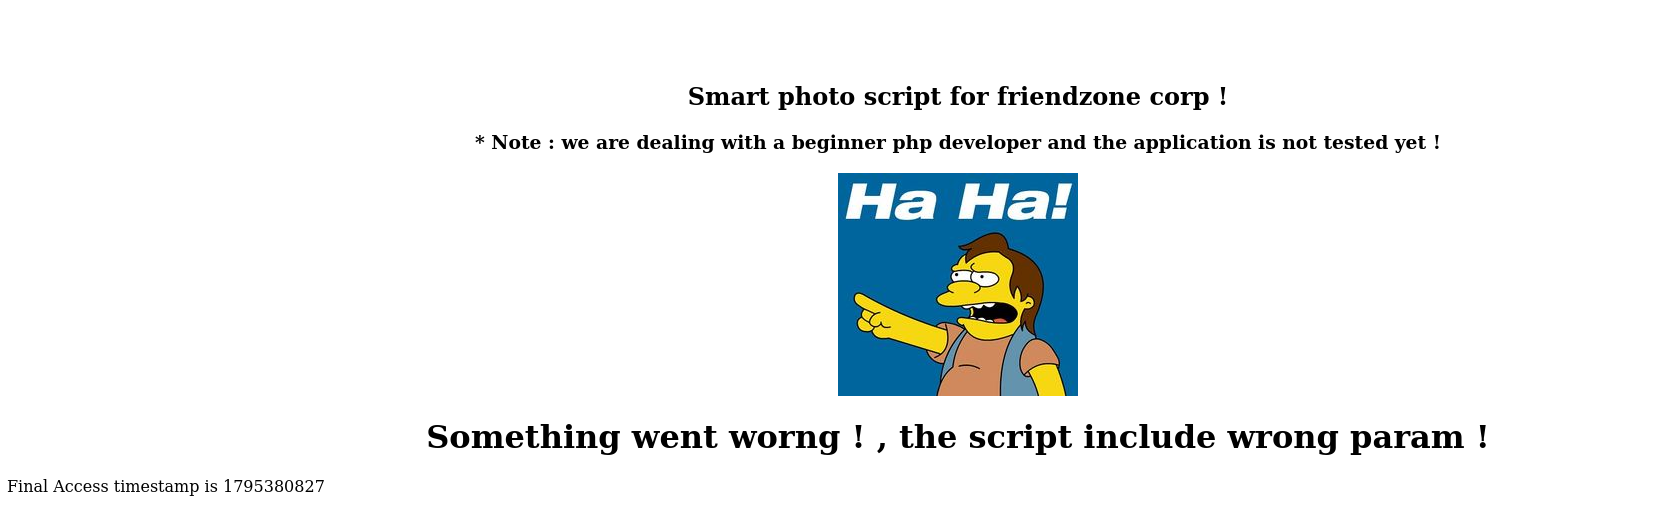 Smart photo script for friendzone corp !
* Note : we are dealing with a beginner php developer and the application is not tested yet !
Ha Ha!
Something went worng ! , the script include wrong param !
Final Access timestamp is 1795380827